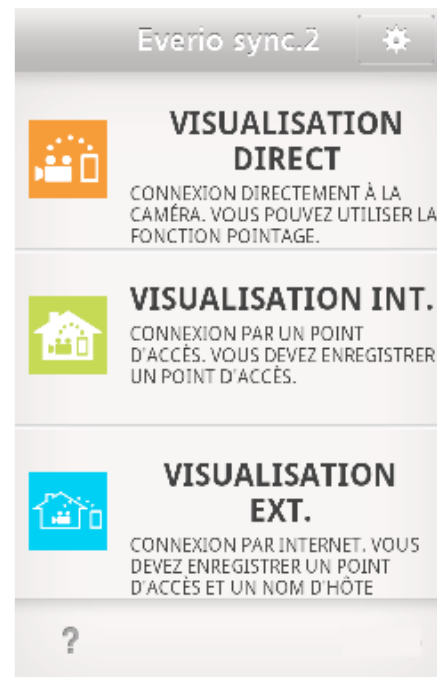 Everio sync.2
VISUALISATION
DIRECT
CONNEXION DIRECTEMENT À LA
CAMÉRA. VOUS POUVEZ UTILISER LA
FONCTION POINTAGE.
VISUALISATION INT.
CONNEXION PAR UN POINT
D'ACCÈS. VOUS DEVEZ ENREGISTRER
UN POINT D'ACCÈS.
VISUALISATION
EXT.
CONNEXION PAR INTERNET. VOUS
DEVEZ ENREGISTRER UN POINT
D'ACCÈS ET UN NOM D'HÔTE
?